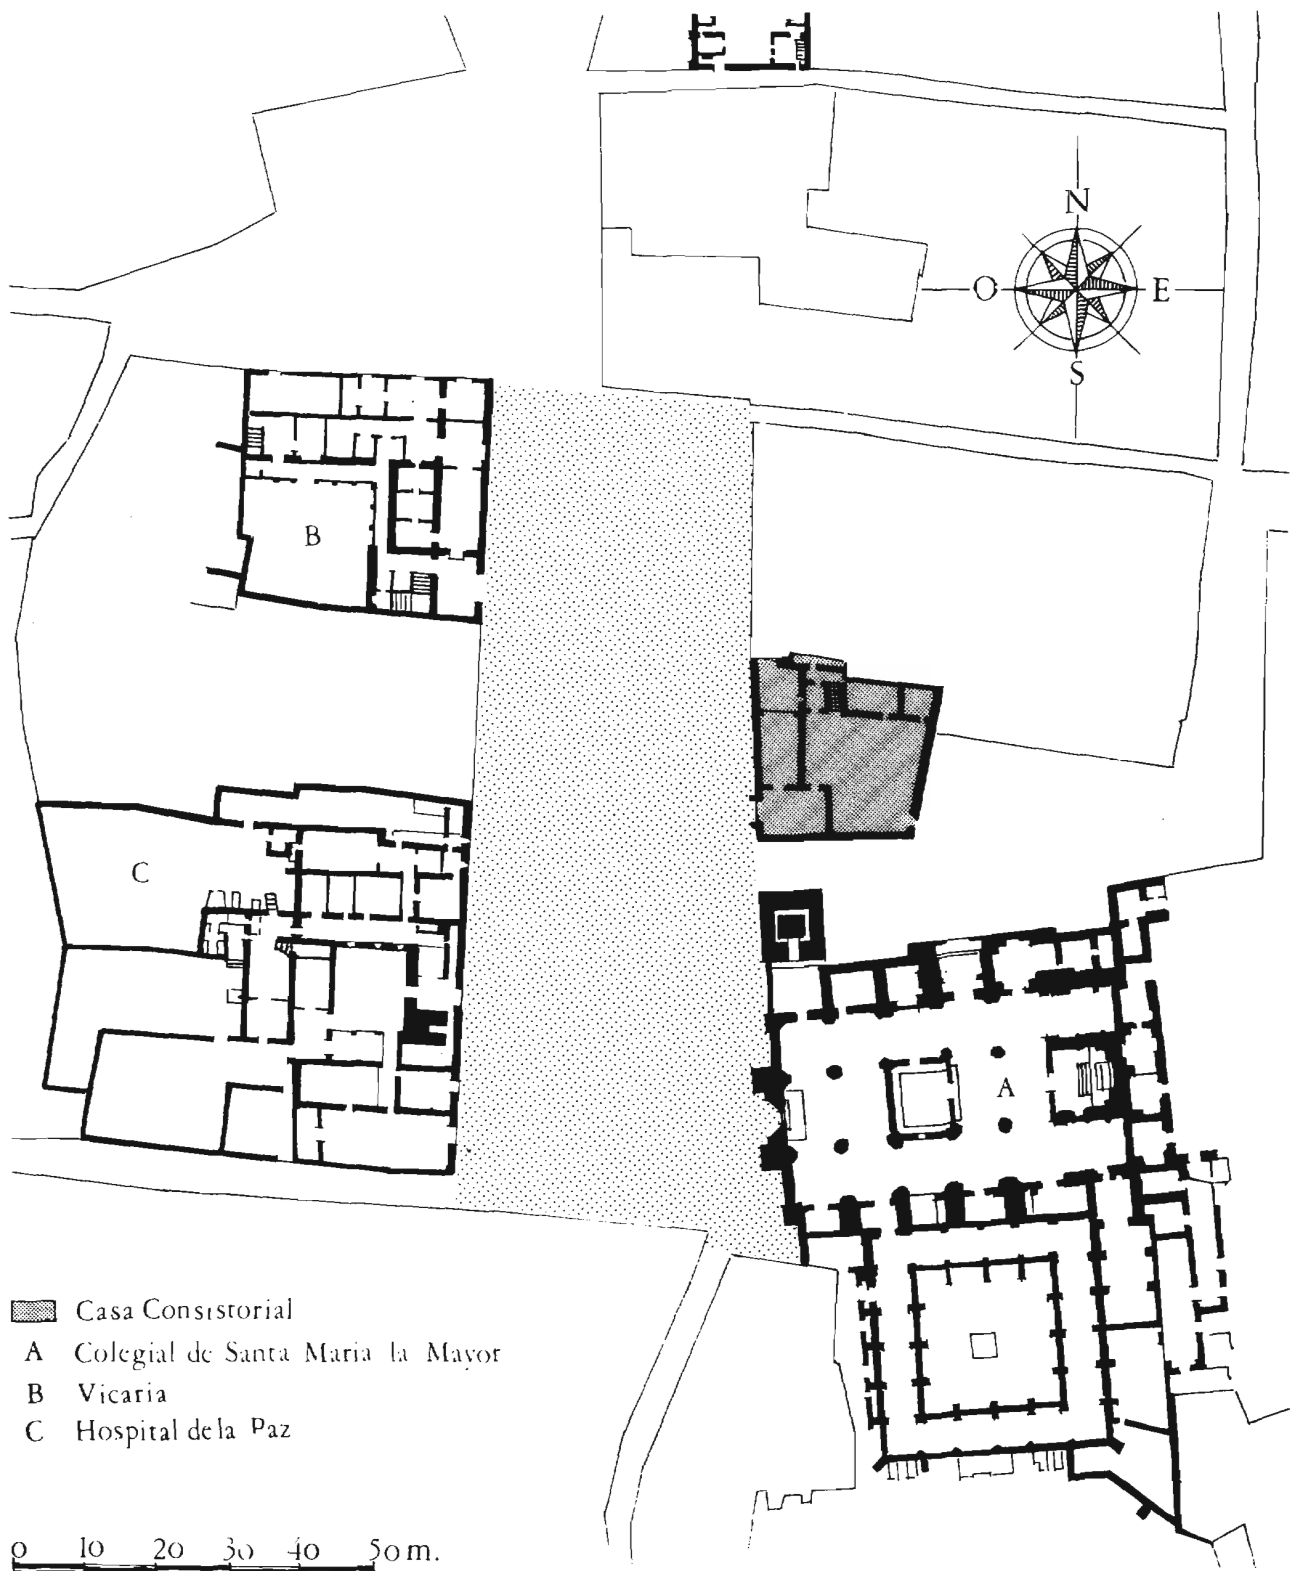 N
O E
S
B
C
A
Casa Consistorial
A Colegial de Santa Maria la Mayor
B Vicaria
C Hospital de la Paz
0 10 20 30 40 50 m.